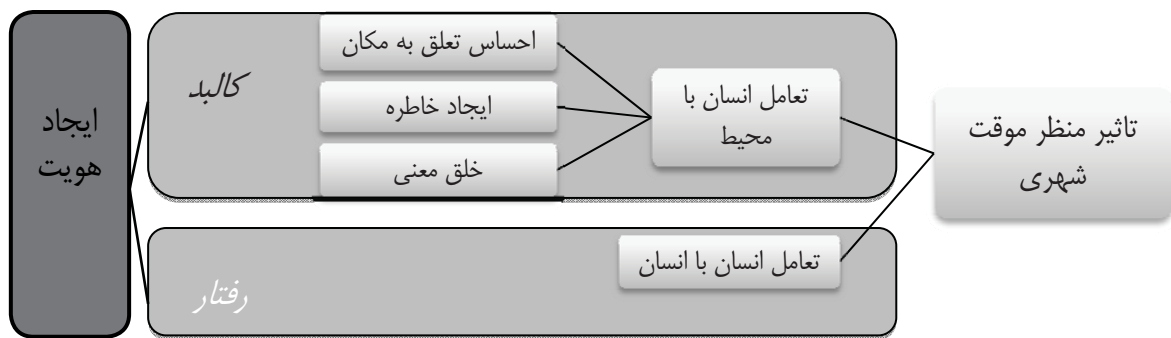 تاثیر منظر موقت
شهری
تعامل انسان با
محیط
احساس تعلق به مکان
ایجاد خاطره
خلق معنی
کالبد
تعامل انسان با انسان
رفتار
ایجاد
هویت